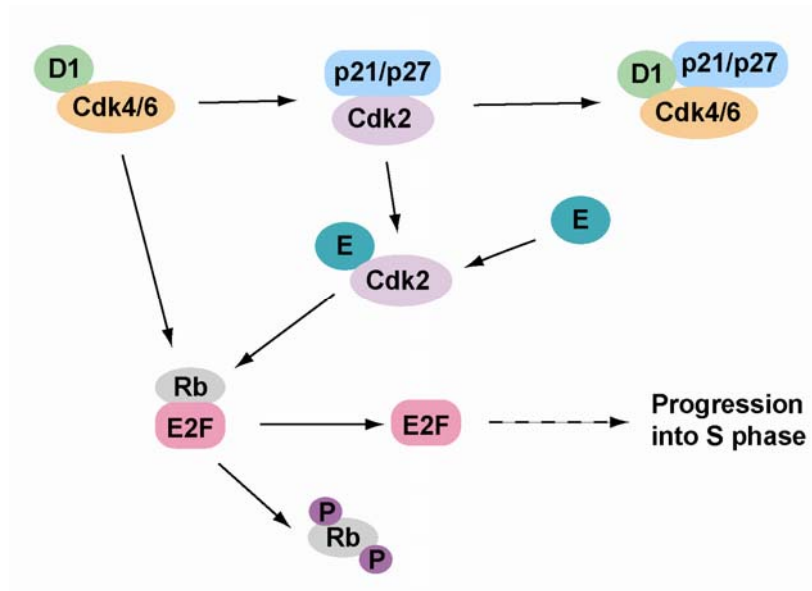 D1
Cdk4/6
p21/p27
Cdk2
D1
p21/p27
Cdk4/6
E
Cdk2
E
Rb
E2F
E2F
Progression
into S phase
P
Rb
P